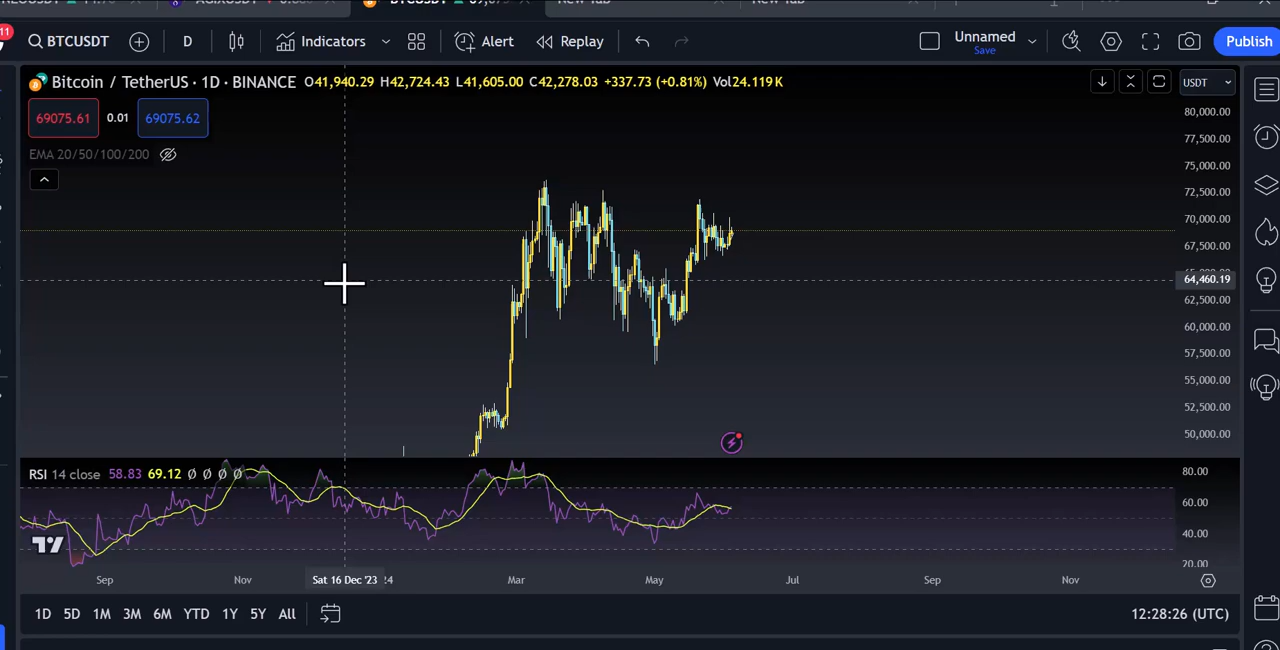 11
BTCUSDT
D
Indicators
Alert
Replay
Unnamed
Save
Publish
Bitcoin / TetherUS · 1D · BINANCE O41,940.29 H42,724.43 L41,605.00 C42,278.03 +337.73 (+0.81%) Vol24.119K
USDT
69075.61
0.01
69075.62
EMA 20/50/100/200
80,000.00
77,500.00
75,000.00
72,500.00
70,000.00
67,500.00
64,460.19
62,500.00
60,000.00
57,500.00
55,000.00
52,500.00
50,000.00
RSI 14 close 58.83 69.12 Ø Ø Ø Ø
80.00
60.00
40.00
20.00
Sep
Nov
Sat 16 Dec '23
24
Mar
May
Jul
Sep
Nov
1D 5D 1M 3M 6M YTD 1Y 5Y All
12:28:26 (UTC)